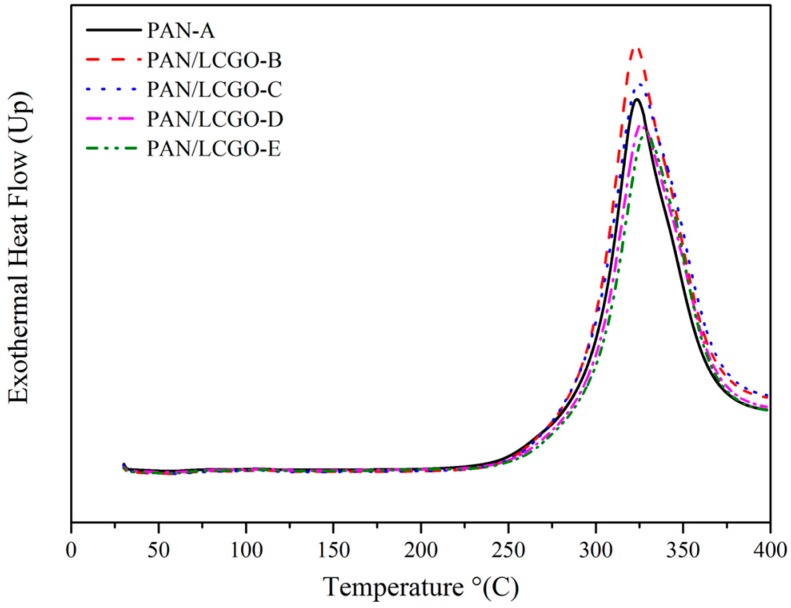 PAN-A
PAN/LCGO-B
PAN/LCGO-C
PAN/LCGO-D
PAN/LCGO-E
Exothermal Heat Flow (Up)
0 50 100 150 200 250 300 350 400
Temperature °(C)